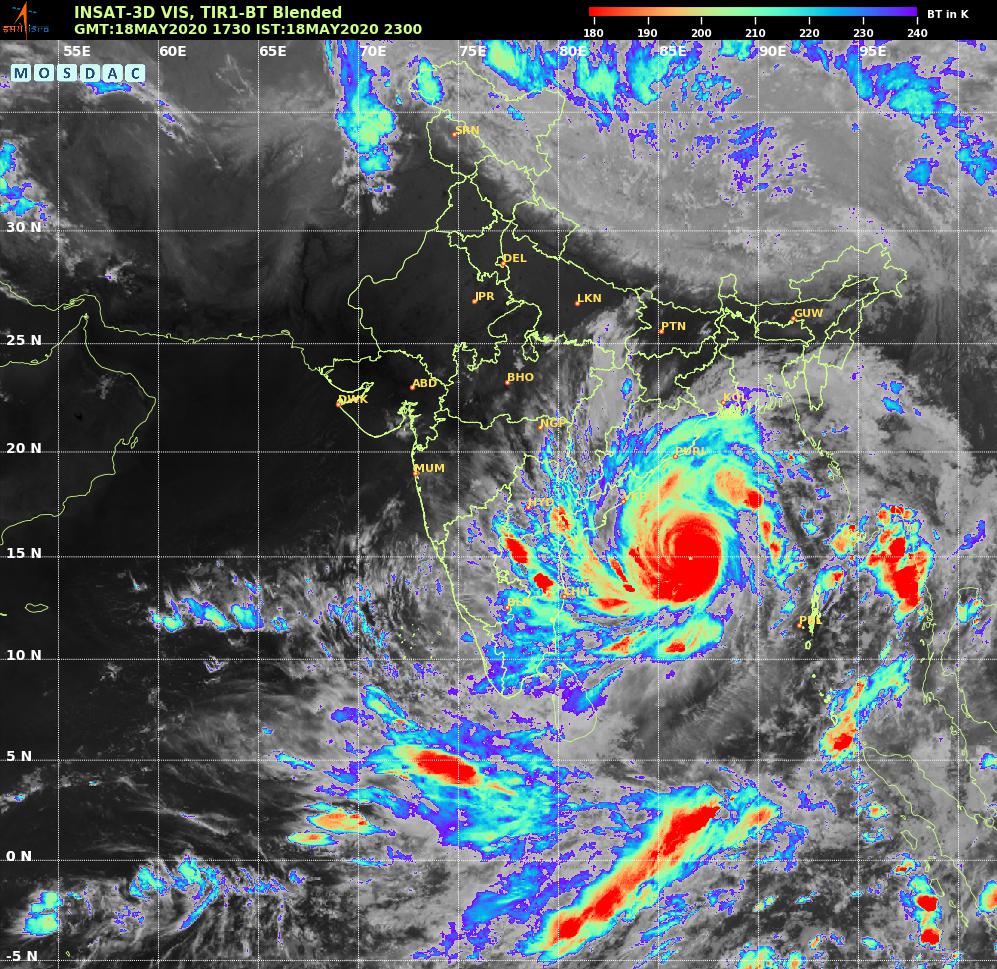 INSAT-3D VIS, TIR1-BT Blended
GMT:18MAY2020 1730 IST:18MAY2020 2300
BT in K
180 190 200 210 220 230 240
55E 60E 65E 70E 75E 80E 85E 90E 95E
MOSDAC
SRN
30 N
DEL
JPR LKN
GUW
PTN
25 N
BHO
ABD
DWK
KOL
NGP
20 N
PURI
MUM
HYD
15 N
CHN
BLR
PBL
10 N
5 N
0 N
-5 N